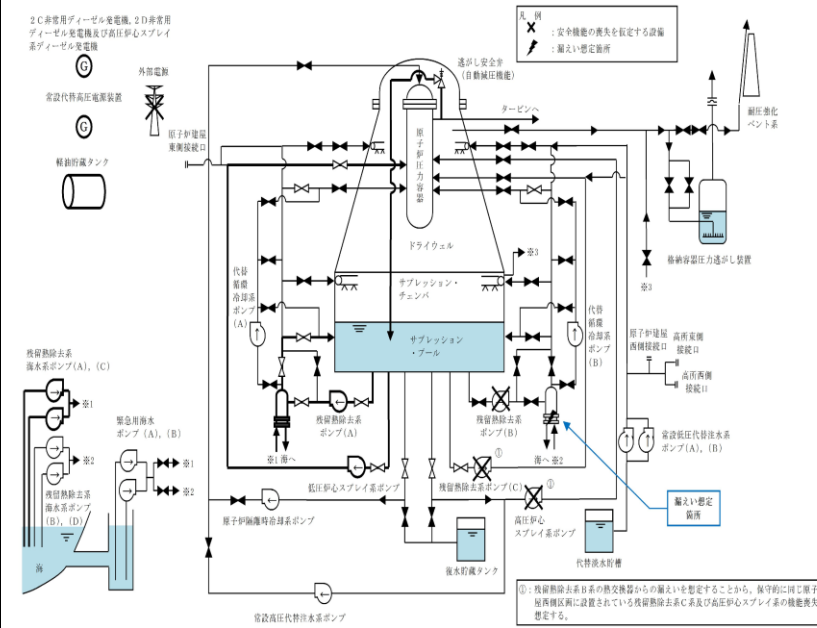 2C非常用ディーゼル発電機, 2D非常用
ディーゼル発電機及び高圧炉心スプレイ
系ディーゼル発電機
G
外部電源
常設代替高圧電源装置
G
軽油貯蔵タンク
凡 例
: 安全機能の喪失を仮定する設備
: 漏えい想定箇所
逃がし安全弁
(自動減圧機能)
タービンへ
耐圧強化
ベント系
原子炉建屋
東側接続口
原子炉圧力容器
ドライウェル
格納容器圧力逃がし装置
※3
※3
サプレッション・
チェンバ
サプレッション
・プール
代替
循環
冷却系
ポンプ
(A)
代替
循環
冷却系
ポンプ
(B)
原子炉建屋
西側接続口
高所東側
接続口
高所西側
接続口
残留熱除去系
海水系ポンプ(A), (C)
※1
緊急用海水
ポンプ(A), (B)
※2
※1
※2
残留熱除去系
海水系ポンプ
(B), (D)
海
残留熱除去系
ポンプ(A)
残留熱除去系
ポンプ(B)
※1 海へ
海へ ※2
常設低圧代替注水系
ポンプ(A), (B)
低圧炉心スプレイ系ポンプ
①
残留熱除去系ポンプ(C)
①
原子炉隔離時冷却系ポンプ
高圧炉心
スプレイ系ポンプ
漏えい想定
箇所
復水貯蔵タンク
代替淡水貯槽
常設高圧代替注水系ポンプ
①: 残留熱除去系B系の熱交換器からの漏えいを想定することから, 保守的に同じ原子
屋西側区画に設置されている残留熱除去系C系及び高圧炉心スプレイ系の機能喪失
想定する。